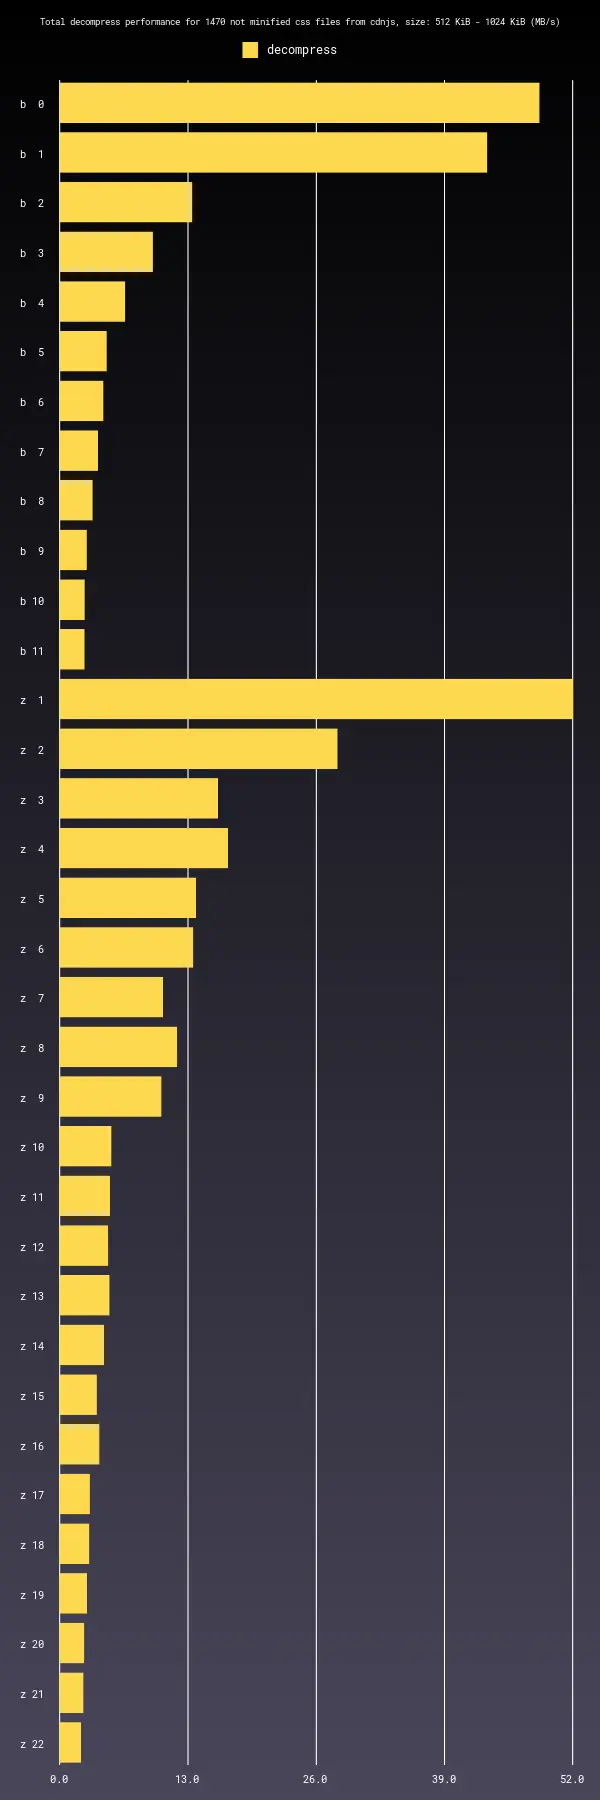 Total decompress performance for 1470 not minified css files from cdnjs, size: 512 KiB - 1024 KiB (MB/s)
decompress
b 0
b 1
b 2
b 3
b 4
b 5
b 6
b 7
b 8
b 9
b 10
b 11
z 1
z 2
z 3
z 4
z 5
z 6
z 7
z 8
z 9
z 10
z 11
z 12
z 13
z 14
z 15
z 16
z 17
z 18
z 19
z 20
z 21
z 22
0.0 13.0 26.0 39.0 52.0